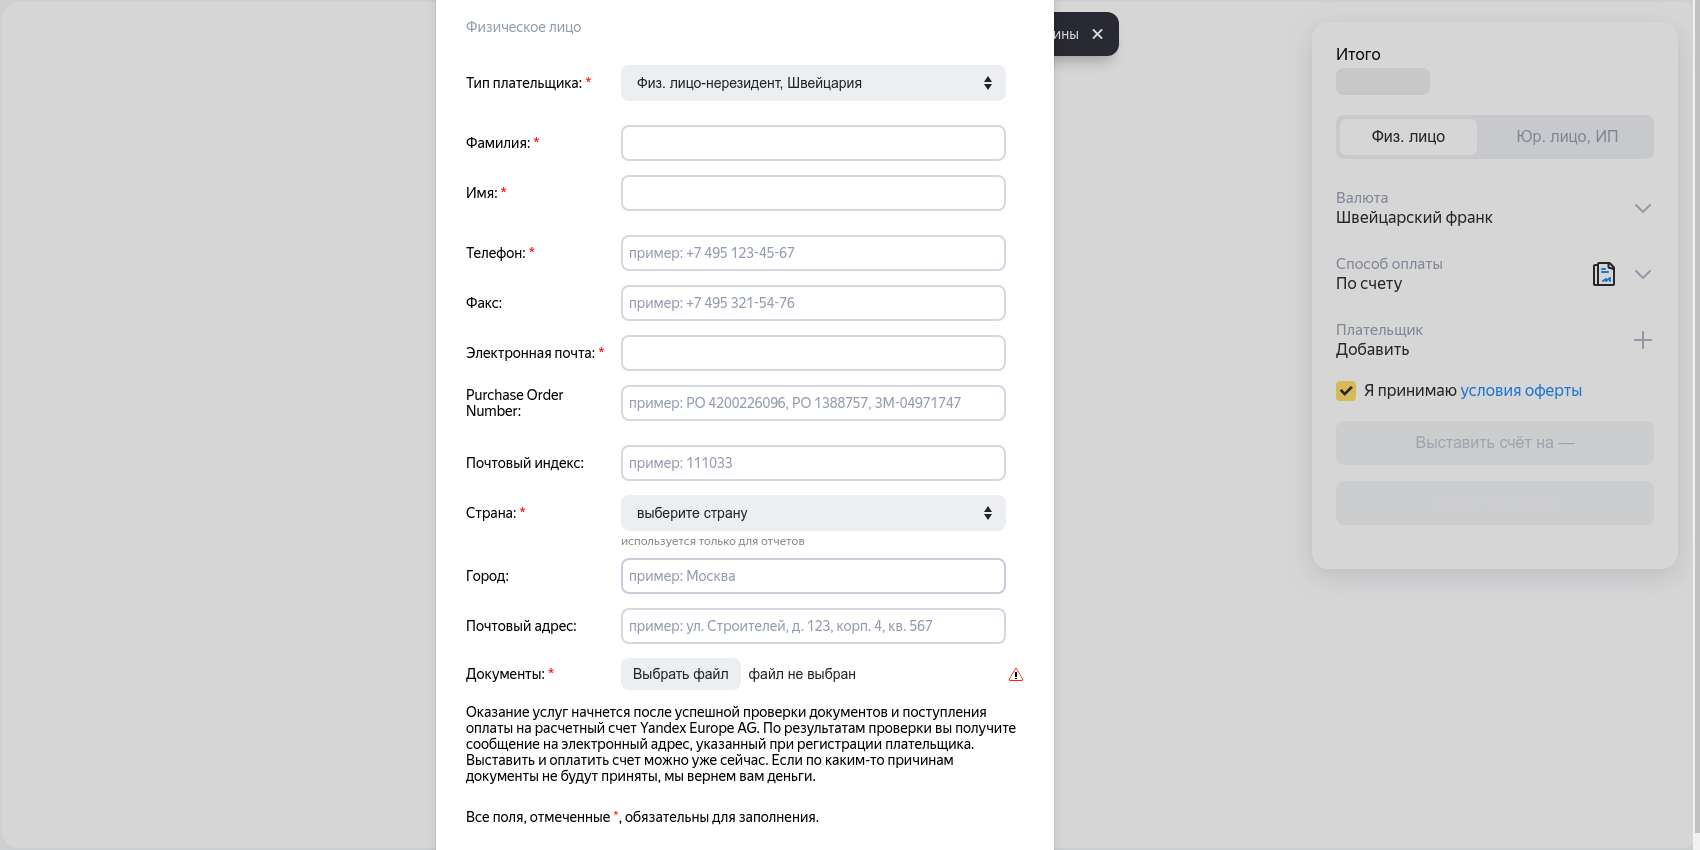 Физическое лицо
Тип плательщика: *
Физ. лицо-нерезидент, Швейцария
Фамилия: *
Имя: *
Телефон: *
пример: +7 495 123-45-67
Факс:
пример: +7 495 321-54-76
Электронная почта: *
Purchase Order
Number:
пример: PO 4200226096, PO 1388757, 3M-04971747
Почтовый индекс:
пример: 111033
Страна: *
выберите страну
используется только для отчетов
Город:
пример: Москва
Почтовый адрес:
пример: ул. Строителей, д. 123, корп. 4, кв. 567
Документы: *
Выбрать файл
файл не выбран
Оказание услуг начнется после успешной проверки документов и поступления
оплаты на расчетный счет Yandex Europe AG. По результатам проверки вы получите
сообщение на электронный адрес, указанный при регистрации плательщика.
Выставить и оплатить счет можно уже сейчас. Если по каким-то причинам
документы не будут приняты, мы вернем вам деньги.
Все поля, отмеченные *, обязательны для заполнения.
Итого
Физ. лицо
Юр. лицо, ИП
Валюта
Швейцарский франк
Способ оплаты
По счету
Плательщик
Добавить
Я принимаю условия оферты
Выставить счёт на —